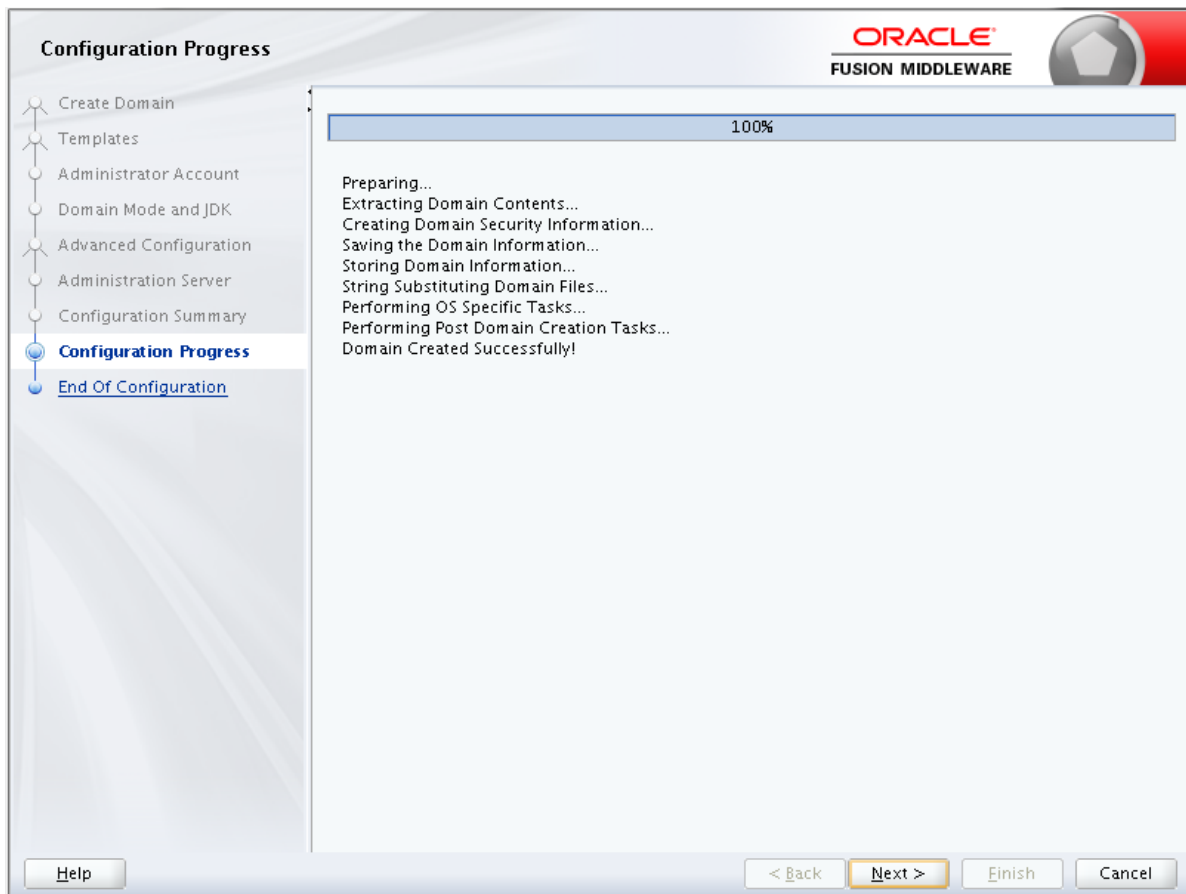 Configuration Progress
ORACLE
FUSION MIDDLEWARE
Create Domain
Templates
Administrator Account
Domain Mode and JDK
Advanced Configuration
Administration Server
Configuration Summary
Configuration Progress
End Of Configuration
100%
Preparing...
Extracting Domain Contents...
Creating Domain Security Information...
Saving the Domain Information...
Storing Domain Information...
String Substituting Domain Files...
Performing OS Specific Tasks...
Performing Post Domain Creation Tasks...
Domain Created Successfully!
Help
< Back
Next >
Finish
Cancel